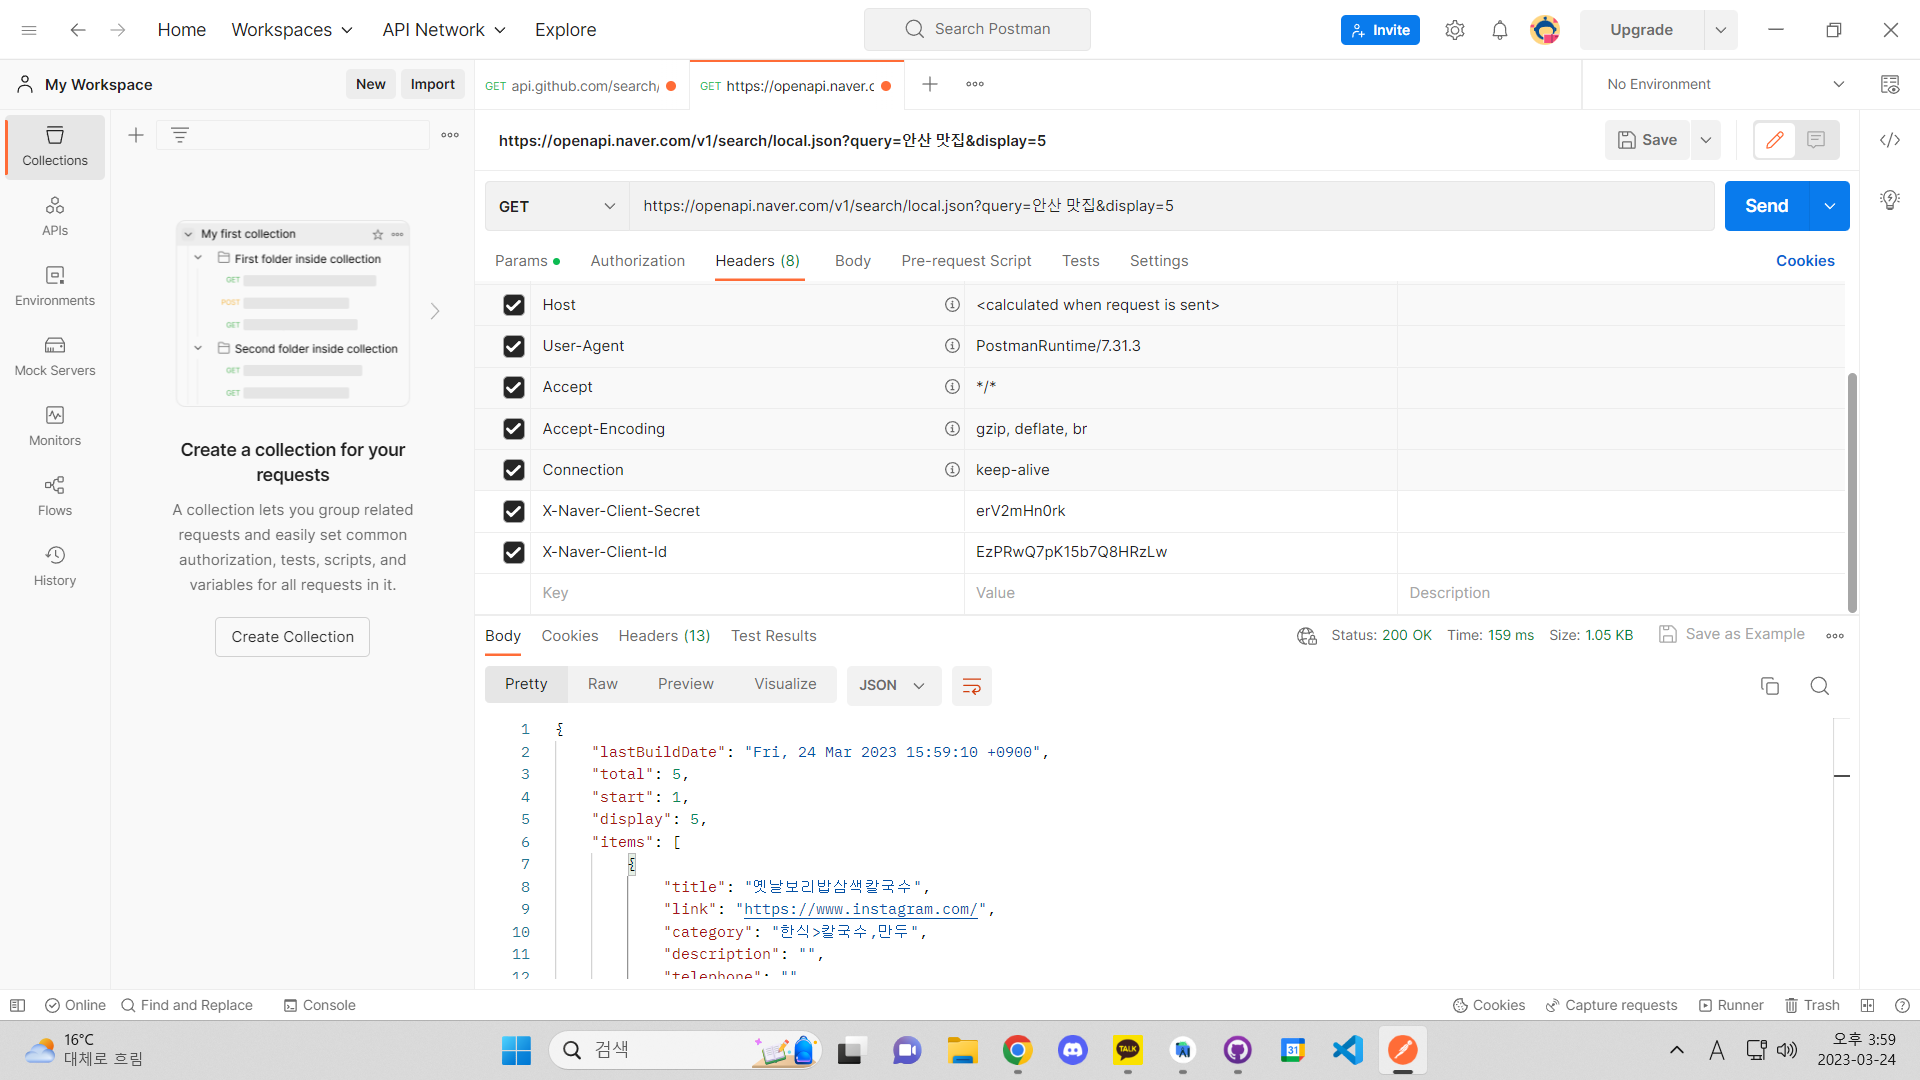 Home Workspaces API Network Explore Search Postman Invite Upgrade
My Workspace New Import GET api.github.com/search/ GET https://openapi.naver.c No Environment
Collections
APIs
Environments
Mock Servers
Monitors
Flows
History
My first collection
First folder inside collection
GET
POST
GET
Second folder inside collection
GET
GET
Create a collection for your
requests
A collection lets you group related
requests and easily set common
authorization, tests, scripts, and
variables for all requests in it.
Create Collection
https://openapi.naver.com/v1/search/local.json?query=안산 맛집&display=5 Save
GET https://openapi.naver.com/v1/search/local.json?query=안산 맛집&display=5 Send
Params Authorization Headers (8) Body Pre-request Script Tests Settings Cookies
Host <calculated when request is sent>
User-Agent PostmanRuntime/7.31.3
Accept */*
Accept-Encoding gzip, deflate, br
Connection keep-alive
X-Naver-Client-Secret erV2mHn0rk
X-Naver-Client-Id EzPRwQ7pK15b7Q8HRzLw
Key Value Description
Body Cookies Headers (13) Test Results Status: 200 OK Time: 159 ms Size: 1.05 KB Save as Example
Pretty Raw Preview Visualize JSON
1 {
2 "lastBuildDate": "Fri, 24 Mar 2023 15:59:10 +0900",
3 "total": 5,
4 "start": 1,
5 "display": 5,
6 "items": [
7 {
8 "title": "옛날보리밥삼색칼국수",
9 "link": "https://www.instagram.com/",
10 "category": "한식>칼국수,만두",
11 "description": "",
12 "telephone": ""
Online Find and Replace Console Cookies Capture requests Runner Trash
16°C
대체로 흐림
검색
TALK
31
A
오후 3:59
2023-03-24